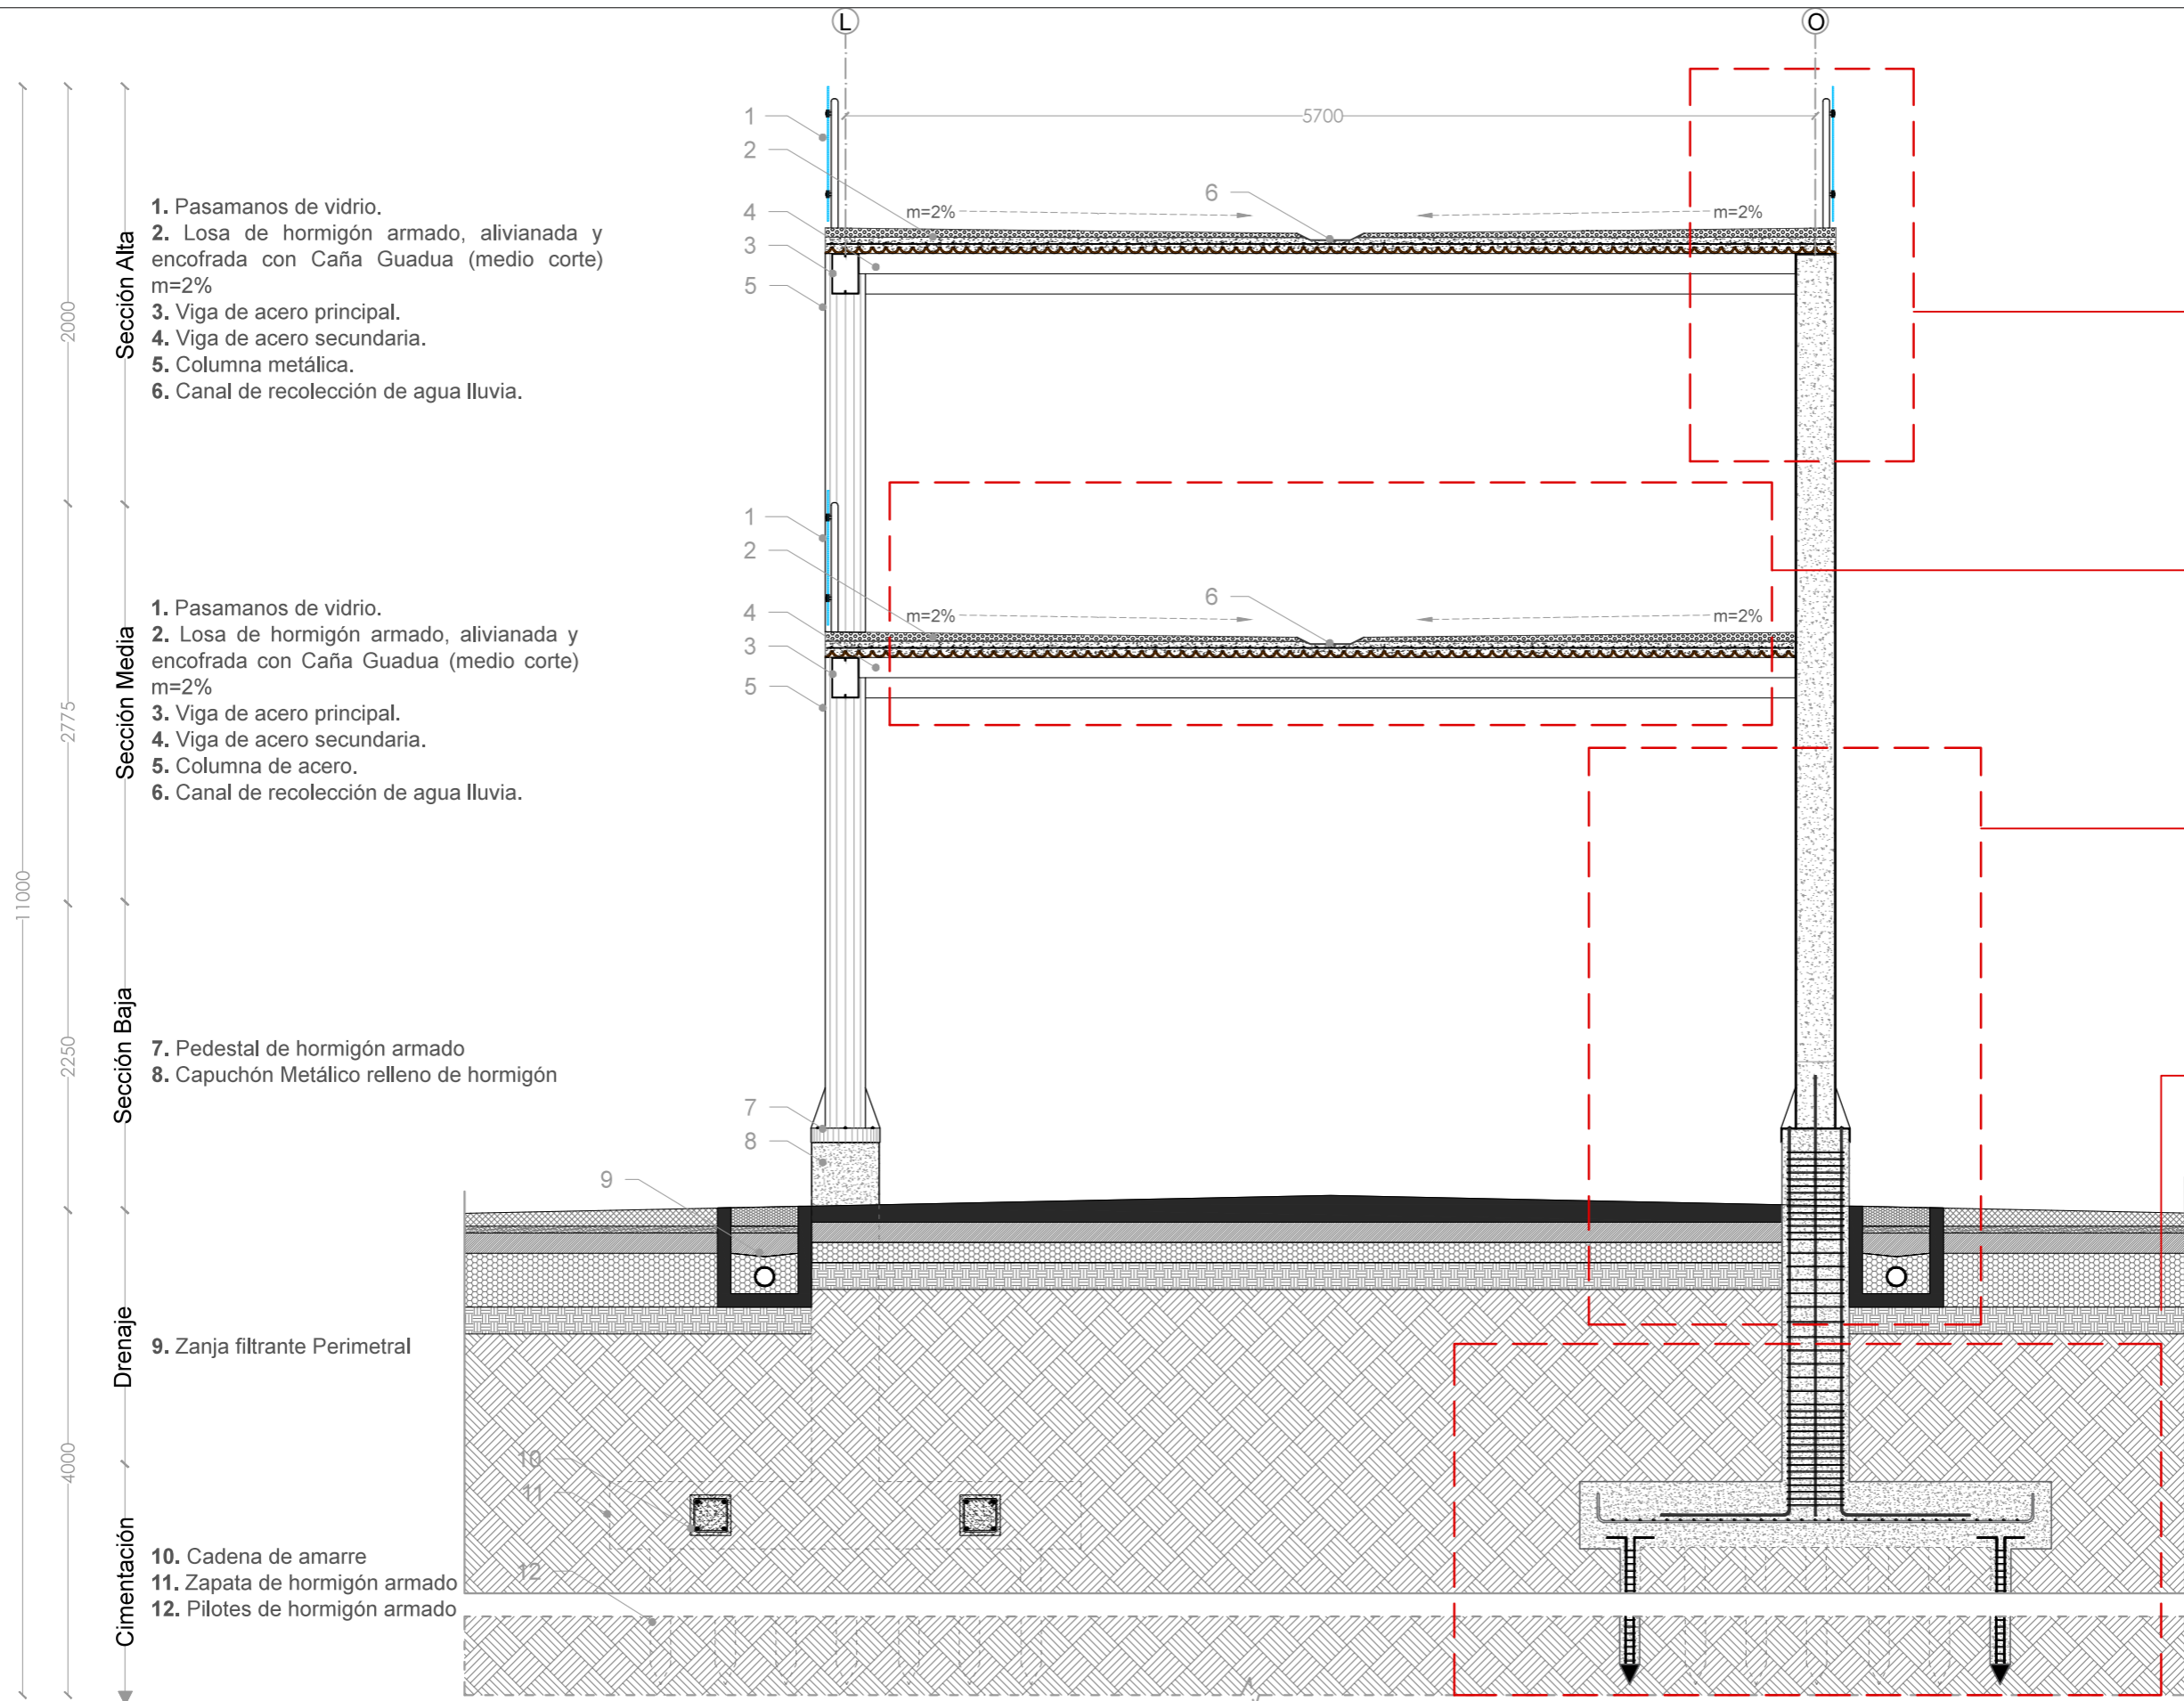 L
O
5700
1
2
4
3
5
6
m=2%
m=2%
11000
2000
Sección Alta
1. Pasamanos de vidrio.
2. Losa de hormigón armado, alivianada y
encofrada con Caña Guadua (medio corte)
m=2%
3. Viga de acero principal.
4. Viga de acero secundaria.
5. Columna metálica.
6. Canal de recolección de agua lluvia.
1
2
4
3
5
6
m=2%
m=2%
2775
Sección Media
1. Pasamanos de vidrio.
2. Losa de hormigón armado, alivianada y
encofrada con Caña Guadua (medio corte)
m=2%
3. Viga de acero principal.
4. Viga de acero secundaria.
5. Columna de acero.
6. Canal de recolección de agua lluvia.
2250
Sección Baja
7. Pedestal de hormigón armado
8. Capuchón Metálico relleno de hormigón
7
8
9
4000
Drenaje
9. Zanja filtrante Perimetral
10
11
12
Cimentación
10. Cadena de amarre
11. Zapata de hormigón armado
12. Pilotes de hormigón armado